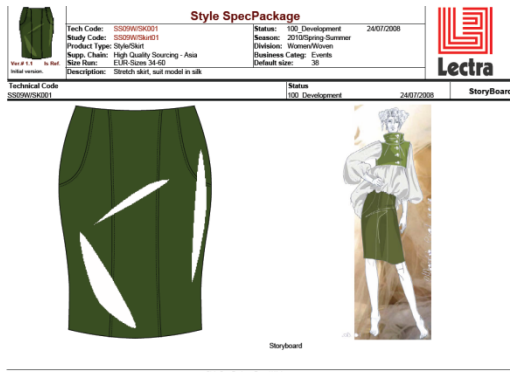 Style SpecPackage
Tech Code: SS09W/SK001 Status: 100_Development 24/07/2008
Study Code: SS09W/Skirt01 Season: 2010/Spring-Summer
Product Type: Style/Skirt Division: Women/Woven
Supp. Chain: High Quality Sourcing - Asia Business Categ: Events
Ver.# 1.1 Is Ref. Size Run: EUR-Sizes 34-60 Default size: 38
Initial version. Description: Stretch skirt, suit model in silk
Lectra
Technical Code Status StoryBoard
SS09W/SK001 100_Development 24/07/2008
Storyboard